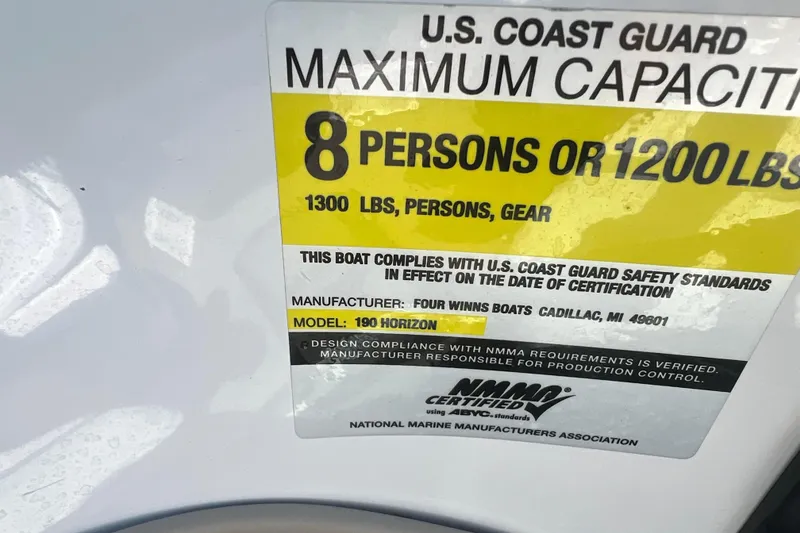 U.S. COAST GUARD
MAXIMUM CAPACITI
8 PERSONS OR 1200 LBS
1300 LBS, PERSONS, GEAR
THIS BOAT COMPLIES WITH U.S. COAST GUARD SAFETY STANDARDS
IN EFFECT ON THE DATE OF CERTIFICATION
MANUFACTURER: FOUR WINNS BOATS CADILLAC, MI 49601
MODEL: 190 HORIZON
DESIGN COMPLIANCE WITH NMMA REQUIREMENTS IS VERIFIED.
MANUFACTURER RESPONSIBLE FOR PRODUCTION CONTROL.
NMMA®
CERTIFIED
using ABYC® standards
NATIONAL MARINE MANUFACTURERS ASSOCIATION